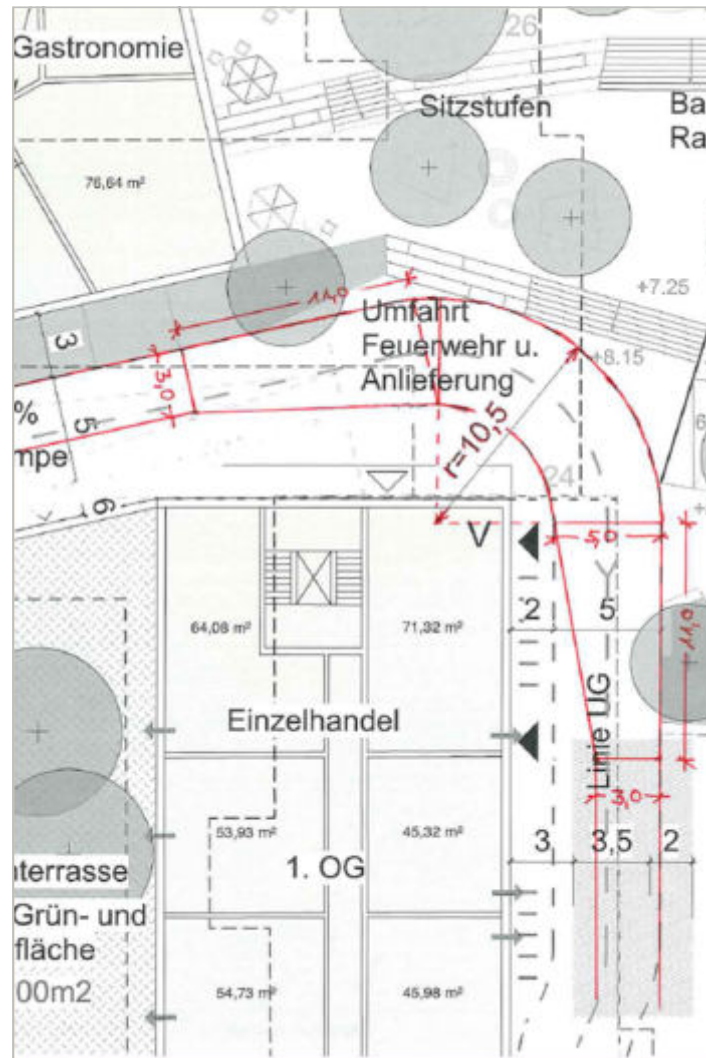 26
Gastronomie
Sitzstufen
Ba
Ra
76,64 m²
+7.25
11,0
Umfahrt
Feuerwehr u.
Anlieferung
+8.15
3
3,0
5
%
mpe
r=10,5
6
6
24
V
5,0
2
5
11,0
64,08 m²
71,32 m²
Einzelhandel
Linie UG
3,0
53,93 m²
45,32 m²
3
3,5
2
1. OG
nterrasse
Grün- und
fläche
00m2
54,73 m²
45,98 m²